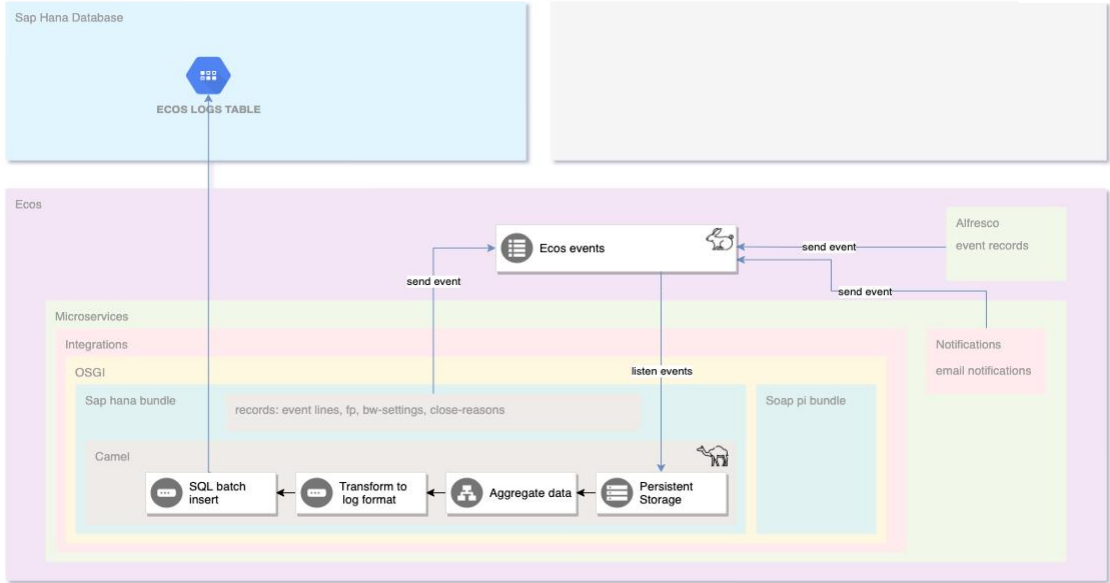 Sap Hana Database
ECOS LOGS TABLE
Ecos
Ecos events
Alfresco
event records
send event
send event
send event
Microservices
Integrations
OSGI
Notifications
email notifications
listen events
Sap hana bundle
records: event lines, fp, bw-settings, close-reasons
Soap pi bundle
Camel
SQL batch
insert
Transform to
log format
Aggregate data
Persistent
Storage